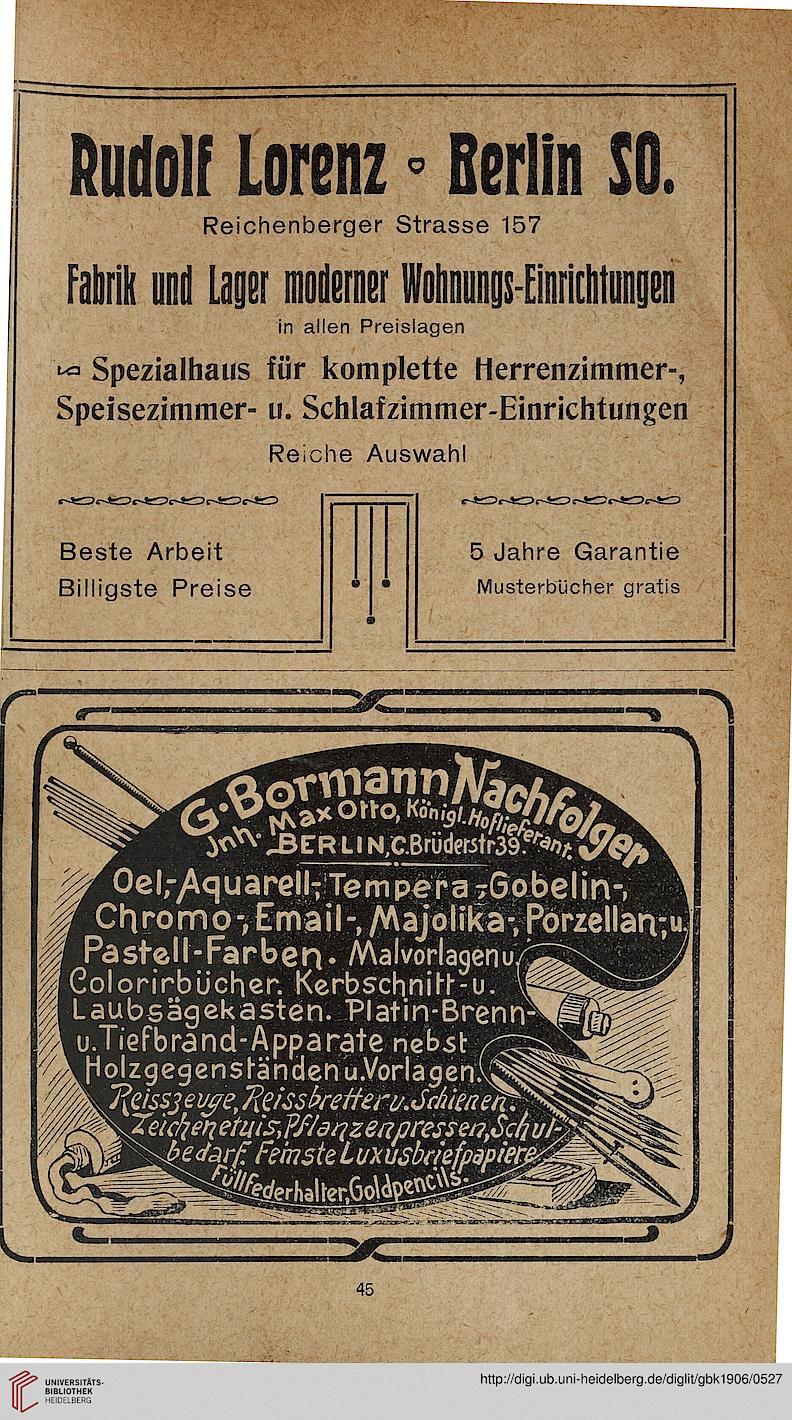 Rudolf Lorenz ▫ Berlin SO.
Reichenberger Strasse 157
Fabrik und Lager moderner Wohnungs-Einrichtungen
in allen Preislagen
Spezialhaus für komplette Herrenzimmer-,
Speisezimmer- u. Schlafzimmer-Einrichtungen
Reiche Auswahl
Beste Arbeit
Billigste Preise
5 Jahre Garantie
Musterbücher gratis
G. Bormann Nachfolger
Jnh. Max Otto, Königl. Hoflieferant.
BERLIN, C. Brüderstr 39.
Oel-, Aquarell-, Tempera-, Gobelin-,
Chromo-, Email-, Majolika-, Porzellan-, u.
Pastell-Farben. Malvorlagen u.
Colorirbücher. Kerbschnitt- u.
Laubsägekasten. Platin-Brenn-
u. Tiefbrand-Apparate nebst
Holzgegenständen u. Vorlagen.
Reisszeuge, Reissbretter u. Schienen.
Zeichenetuis, Pflanzenpressen, Schul-
bedarf. Feinste Luxusbriefpapiere
Füllfederhalter, Goldpencils.
45
UNIVERSITÄTS-
BIBLIOTHEK
HEIDELBERG
http://digi.ub.uni-heidelberg.de/diglit/gbk1906/0527